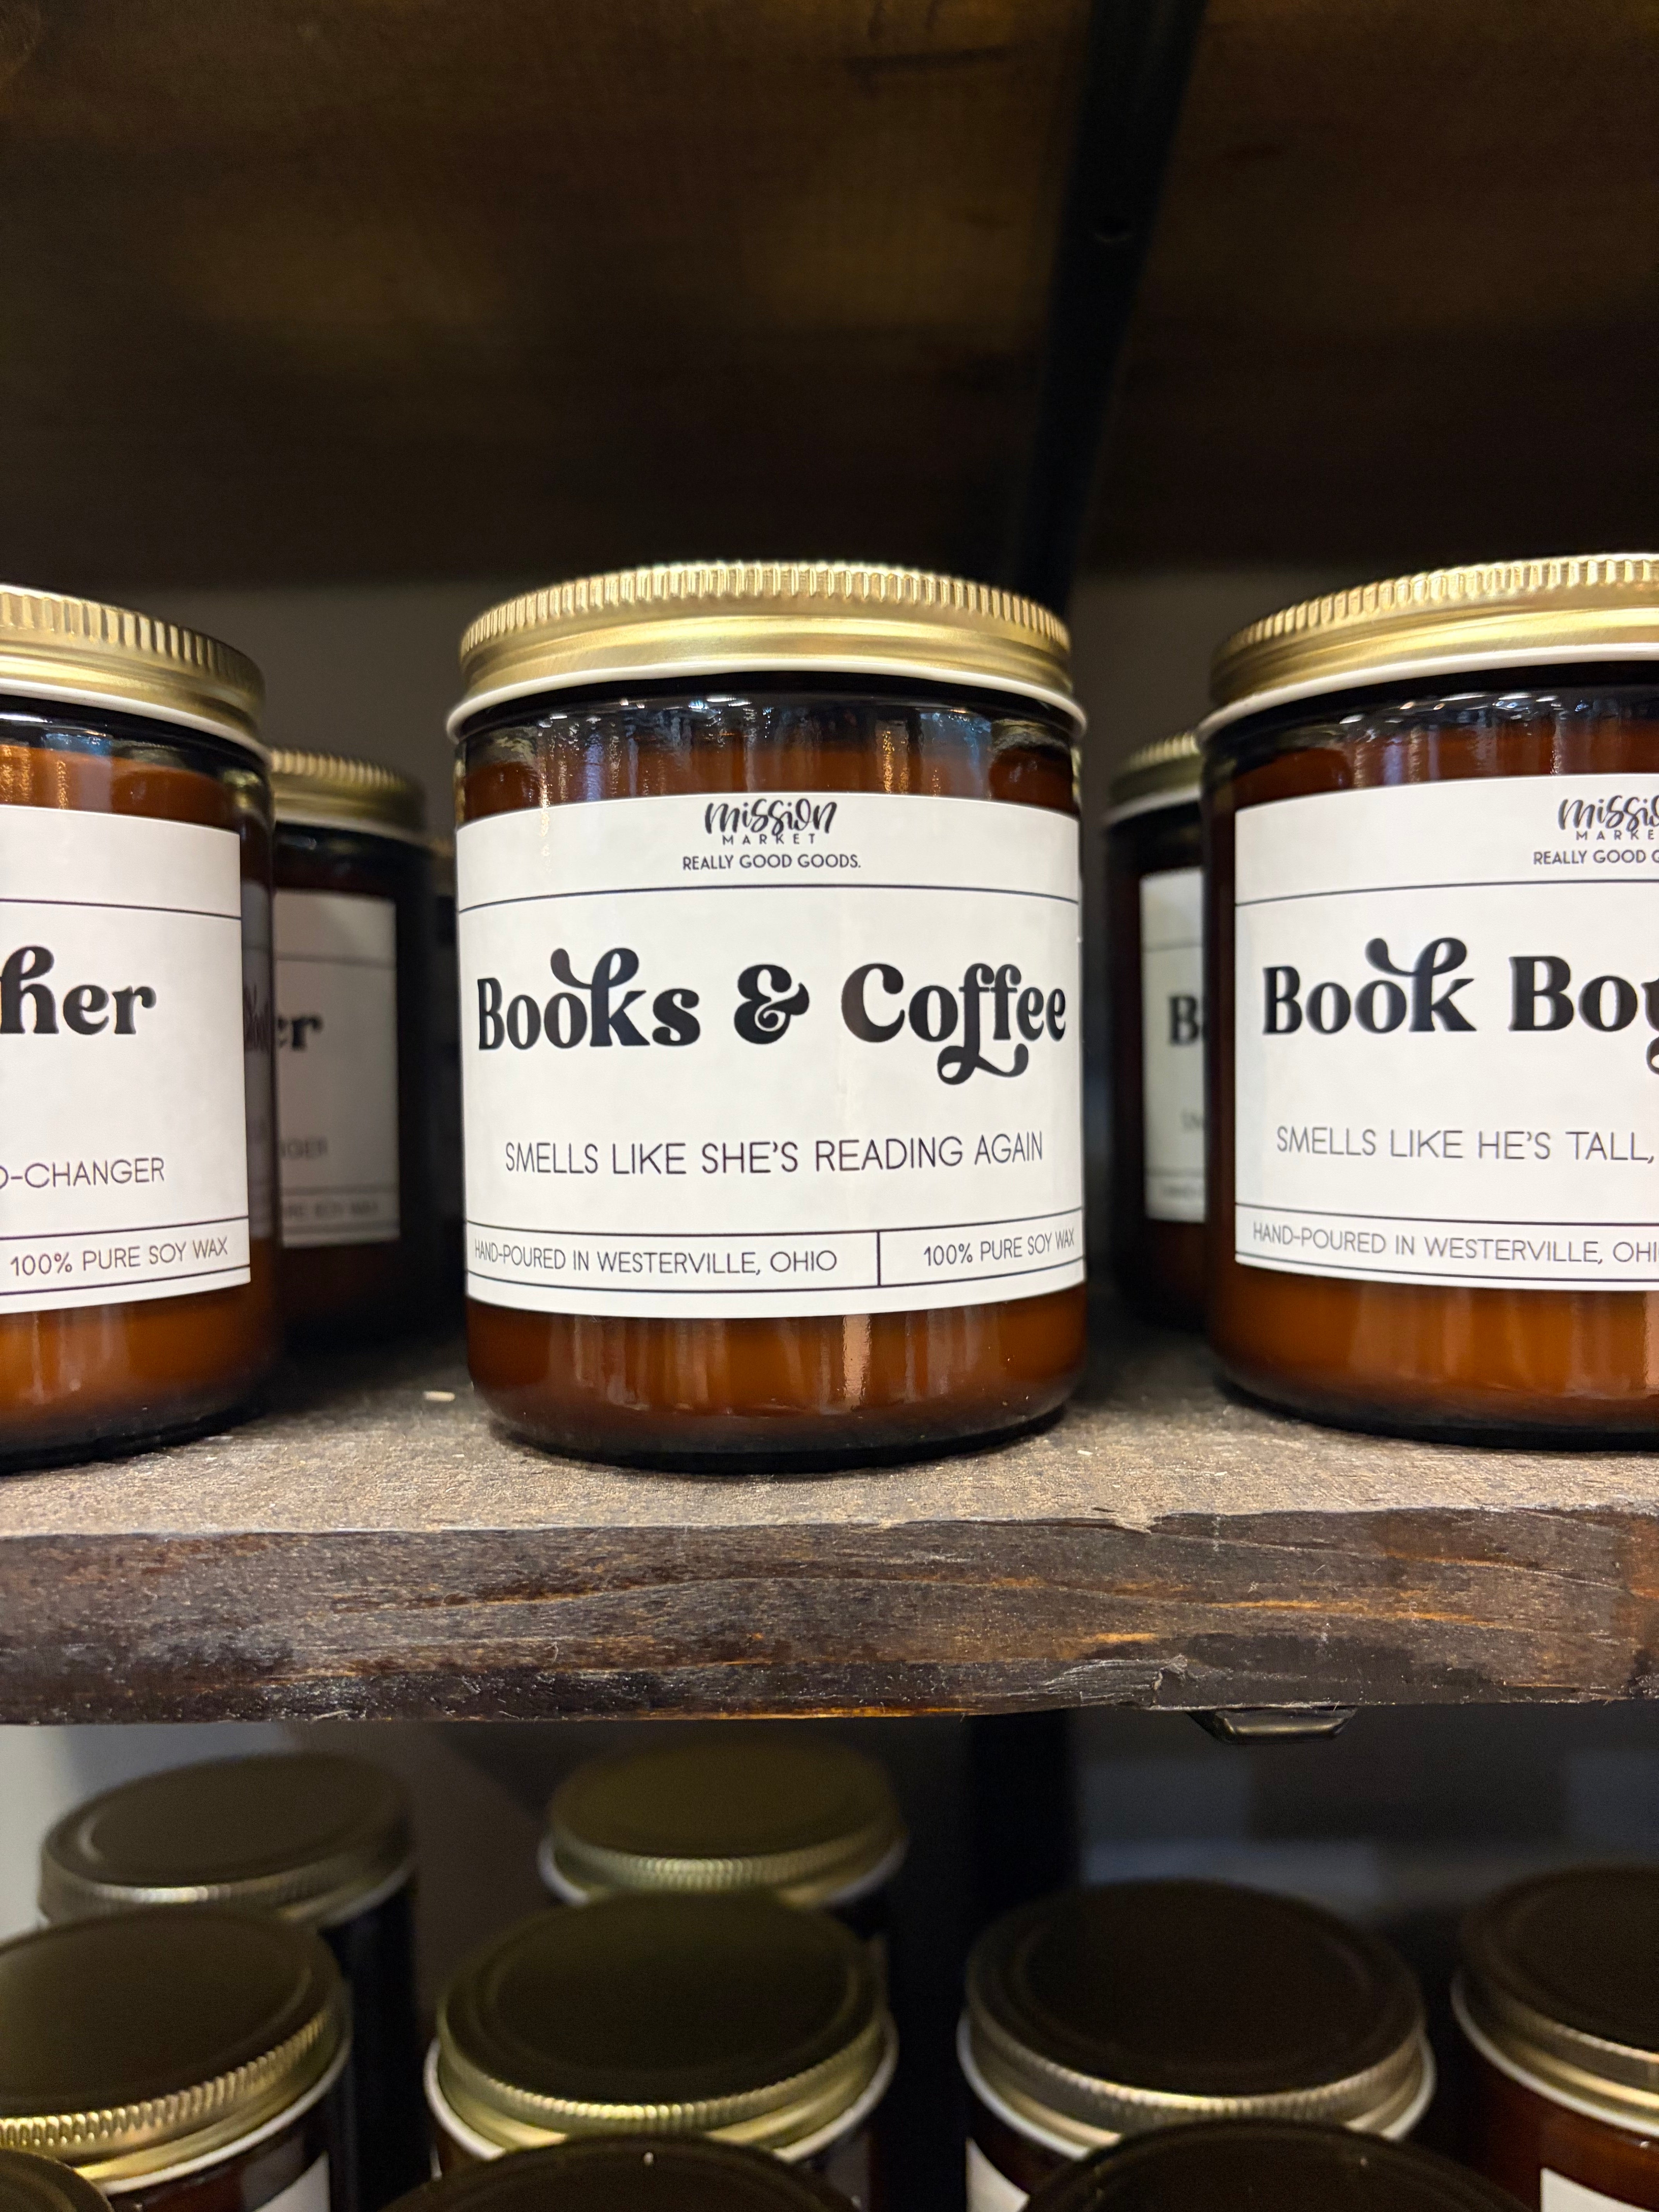 her
-CHANGER
100% PURE SOY WAX
mission
MARKET
REALLY GOOD GOODS.
Books & Coffee
SMELLS LIKE SHE'S READING AGAIN
HAND-POURED IN WESTERVILLE, OHIO
100% PURE SOY WAX
missio
MARKE
REALLY GOOD G
Book Bo
SMELLS LIKE HE'S TALL,
HAND-POURED IN WESTERVILLE, OHI